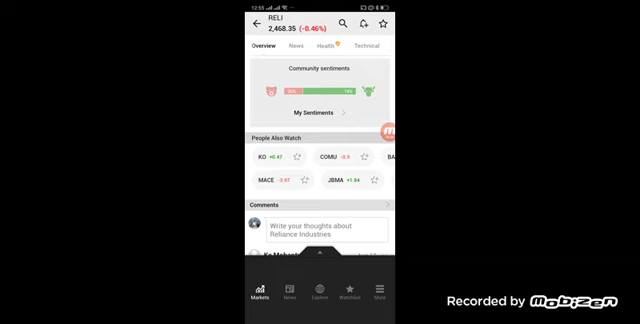 12:55
RELI
2,468.35 (-0.46%)
Overview News Health Technical
Community sentiments
My Sentiments
People Also Watch
KO +0.47 COMU -0.9 BA
MACE -3.97 JBMA +1.84
Comments
Write your thoughts about
Reliance Industries
Markets News Explore Watchlist More
Recorded by Mobizen